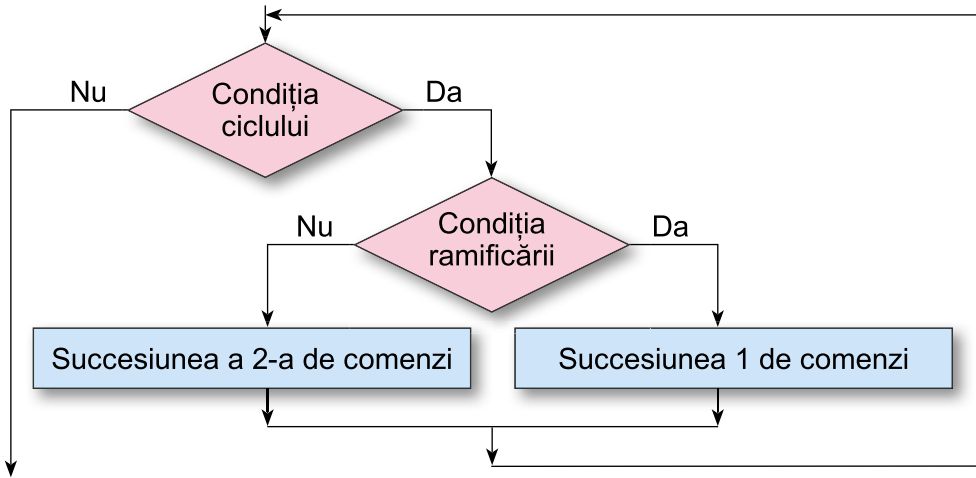 Nu
Condiția
ciclului
Da
Nu
Condiția
ramificării
Da
Succesiunea a 2-a de comenzi
Succesiunea 1 de comenzi